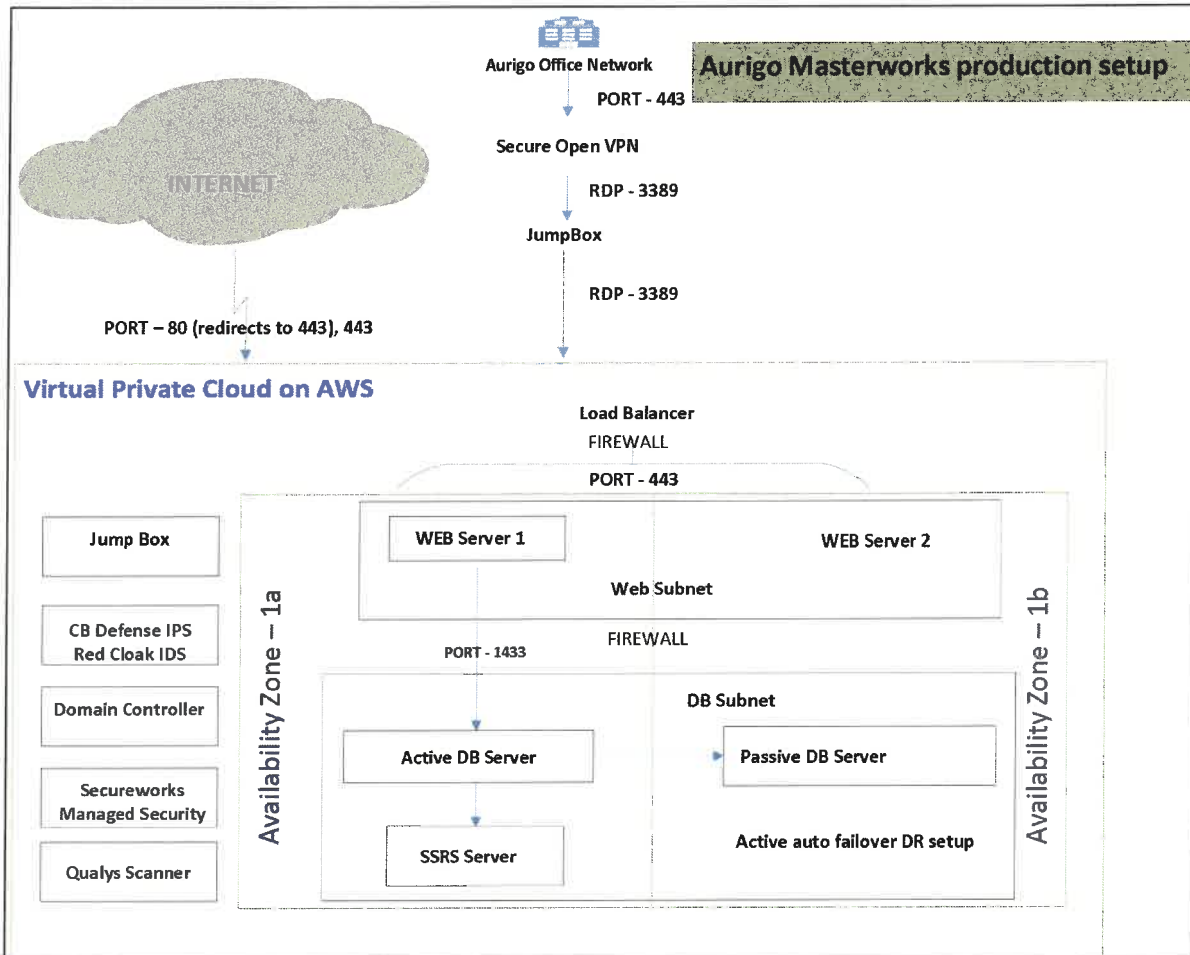 Aurigo Office Network
Aurigo Masterworks production setup
PORT - 443
Secure Open VPN
INTERNET
RDP - 3389
JumpBox
RDP - 3389
PORT – 80 (redirects to 443), 443
Virtual Private Cloud on AWS
Load Balancer
FIREWALL
PORT - 443
Jump Box
CB Defense IPS
Red Cloak IDS
Domain Controller
Secureworks
Managed Security
Qualys Scanner
Availability Zone – 1a
WEB Server 1
WEB Server 2
Web Subnet
FIREWALL
PORT - 1433
DB Subnet
Active DB Server
Passive DB Server
SSRS Server
Active auto failover DR setup
Availability Zone – 1b